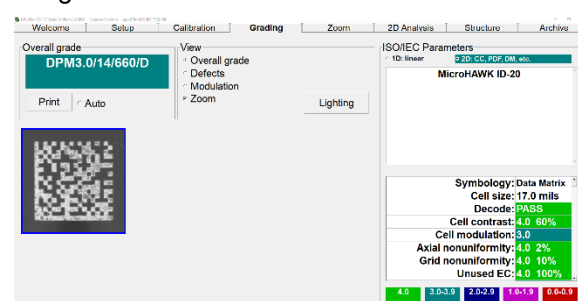 Welcome Setup Calibration Grading Zoom 2D Analysis Structure Archive
Overall grade
DPM3.0/14/660/D
Print Auto
View
Overall grade
Defects
Modulation
Zoom
Lighting
ISO/IEC Parameters
1D: linear 2D: CC, PDF, DM, etc.
MicroHAWK ID-20
Symbology: Data Matrix
Cell size: 17.0 mils
Decode: PASS
Cell contrast: 4.0 60%
Cell modulation: 3.0
Axial nonuniformity: 4.0 2%
Grid nonuniformity: 4.0 10%
Unused EC: 4.0 100%
4.0 3.0-3.9 2.0-2.9 1.0-1.9 0.0-0.9